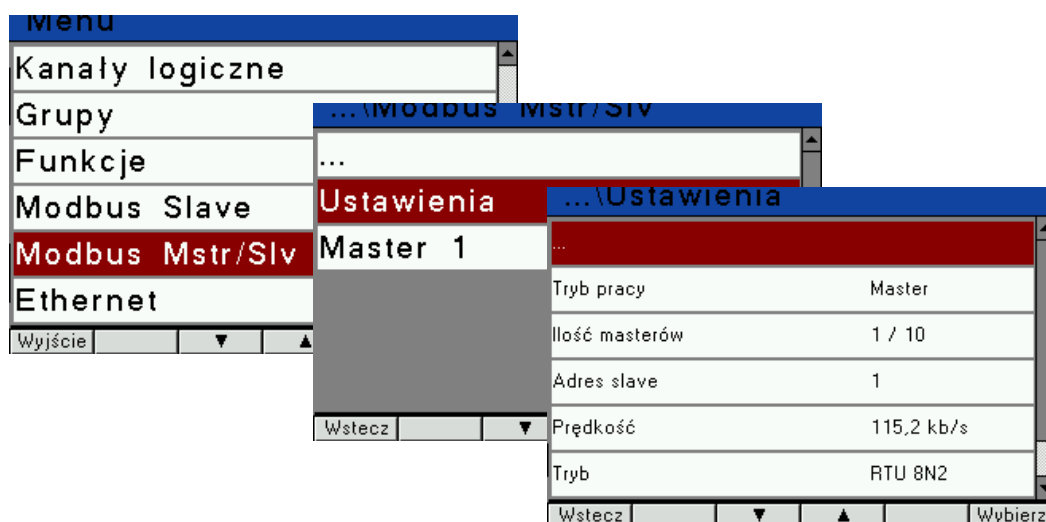 Menu
Kanały logiczne
Grupy
Funkcje
Modbus Slave
Modbus Mstr/Slv
Ethernet
Wyjście ▼ ▲
...\Modbus Mstr/Slv
...
Ustawienia
Master 1
Wstecz ▼
...\Ustawienia
...
Tryb pracy Master
Ilość masterów 1 / 10
Adres slave 1
Prędkość 115,2 kb/s
Tryb RTU 8N2
Wstecz ▼ ▲ Wybierz